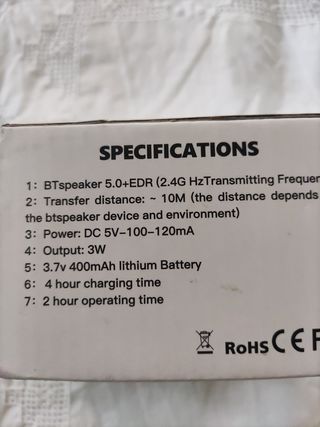 SPECIFICATIONS
1: BTspeaker 5.0+EDR (2.4G HzTransmitting Frequen
2: Transfer distance: ~ 10M (the distance depends
the btspeaker device and environment)
3: Power: DC 5V-100-120mA
4: Output: 3W
5: 3.7v 400mAh lithium Battery
6: 4 hour charging time
7: 2 hour operating time
RoHS CE F